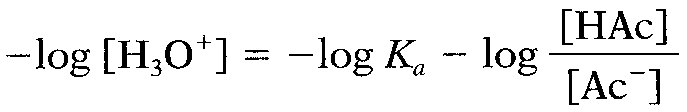 −log [H₃O⁺] = −log Kₐ − log [HAc] / [Ac⁻]